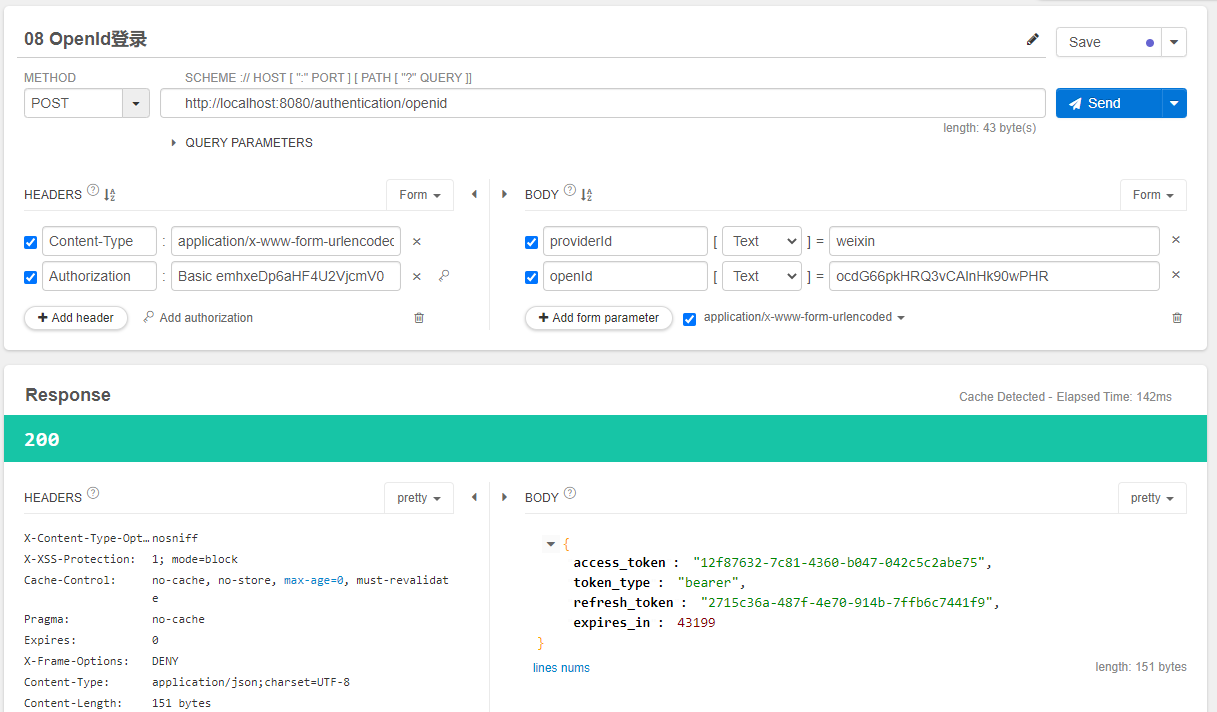 08 OpenId登录
Save
METHOD
SCHEME :// HOST [ ":" PORT ] [ PATH [ "?" QUERY ]]
POST
http://localhost:8080/authentication/openid
Send
length: 43 byte(s)
QUERY PARAMETERS
HEADERS ? Form
BODY ? Form
Content-Type : application/x-www-form-urlencoded
Authorization : Basic emhxeDp6aHF4U2VjcmV0
providerId [ Text ] = weixin
openId [ Text ] = ocdG66pkHRQ3vCAInHk90wPHR
+ Add header
Add authorization
+ Add form parameter
application/x-www-form-urlencoded
Response
Cache Detected - Elapsed Time: 142ms
200
HEADERS ? pretty
BODY ? pretty
X-Content-Type-Opt… nosniff
X-XSS-Protection: 1; mode=block
Cache-Control: no-cache, no-store, max-age=0, must-revalidat
e
Pragma: no-cache
Expires: 0
X-Frame-Options: DENY
Content-Type: application/json;charset=UTF-8
Content-Length: 151 bytes
{
access_token : "12f87632-7c81-4360-b047-042c5c2abe75",
token_type : "bearer",
refresh_token : "2715c36a-487f-4e70-914b-7ffb6c7441f9",
expires_in : 43199
}
lines nums
length: 151 bytes